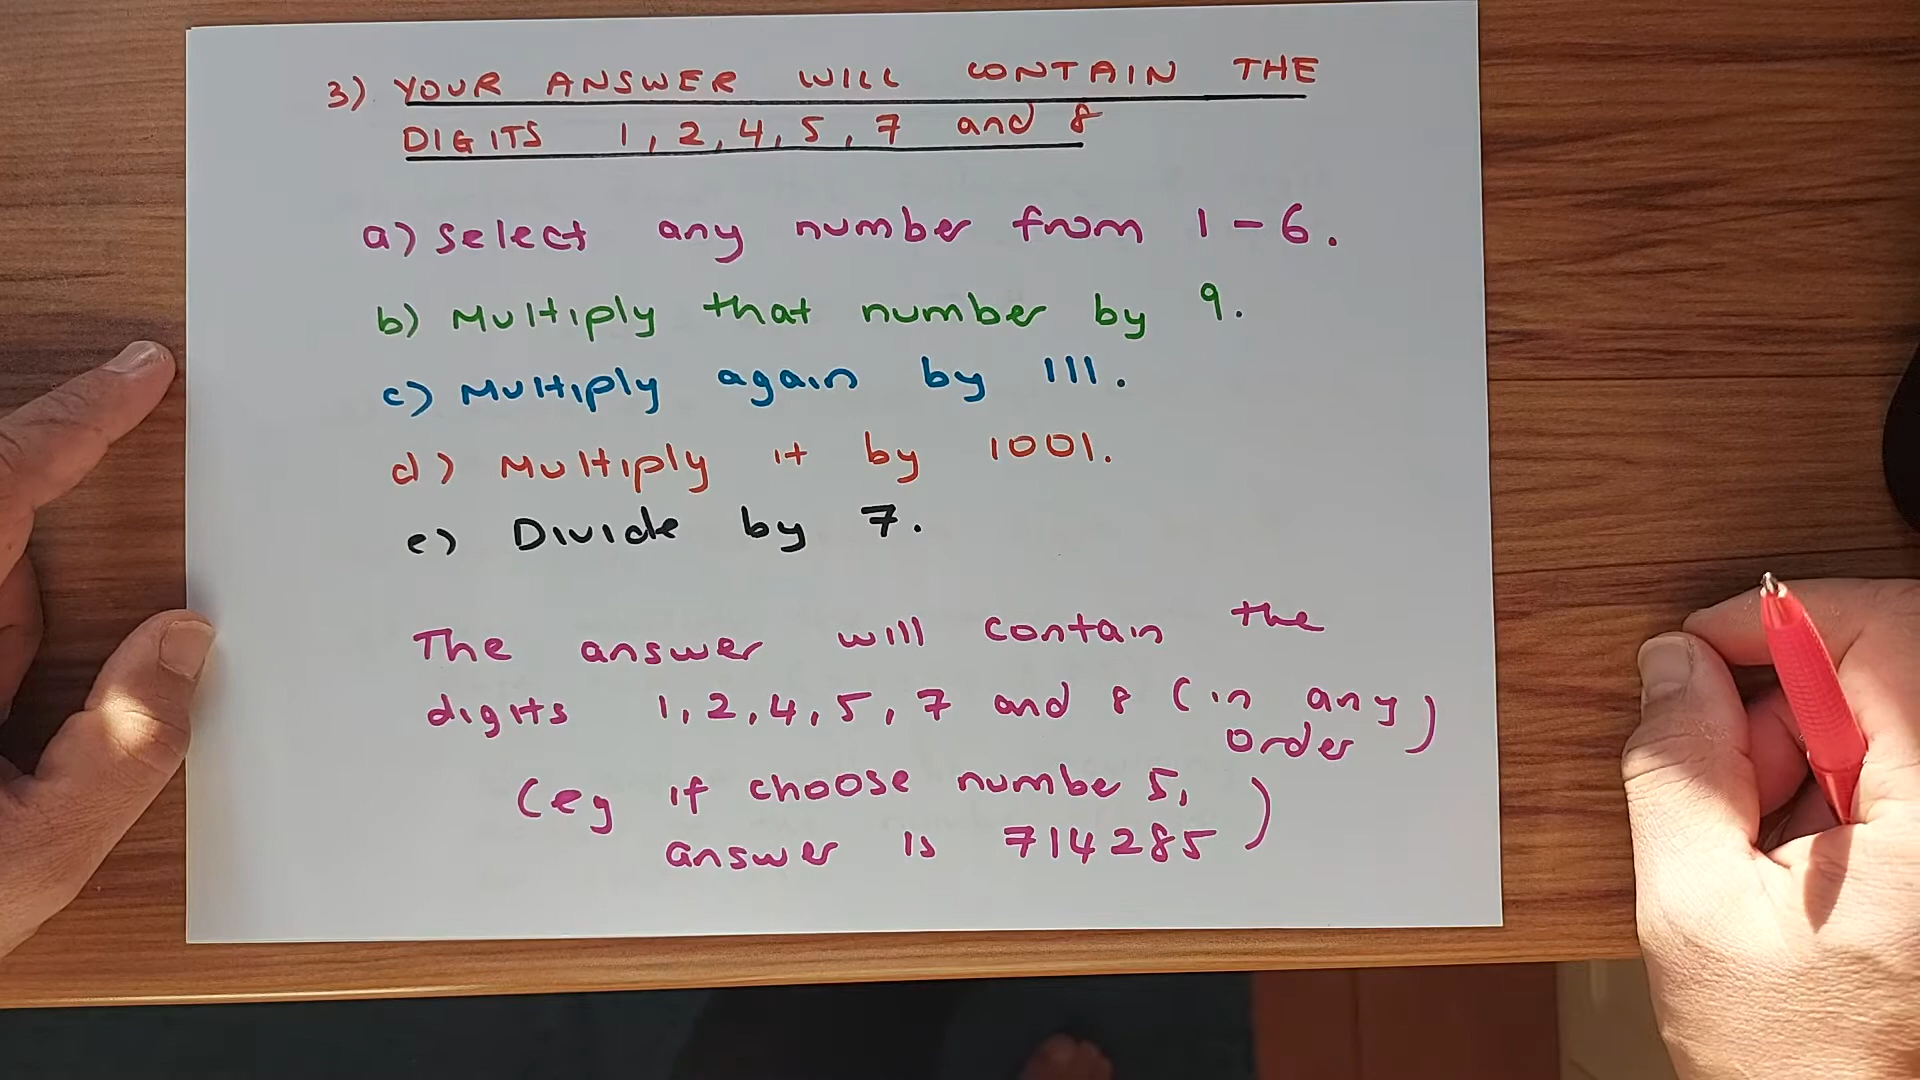 3) YOUR ANSWER WILL CONTAIN THE
DIGITS 1, 2, 4, 5, 7 and 8
a) Select any number from 1 - 6.
b) Multiply that number by 9.
c) Multiply again by 111.
d) Multiply it by 1001.
e) Divide by 7.
The answer will contain the
digits 1, 2, 4, 5, 7 and 8 (in any
order)
(eg if choose number 5,
answer is 714285)